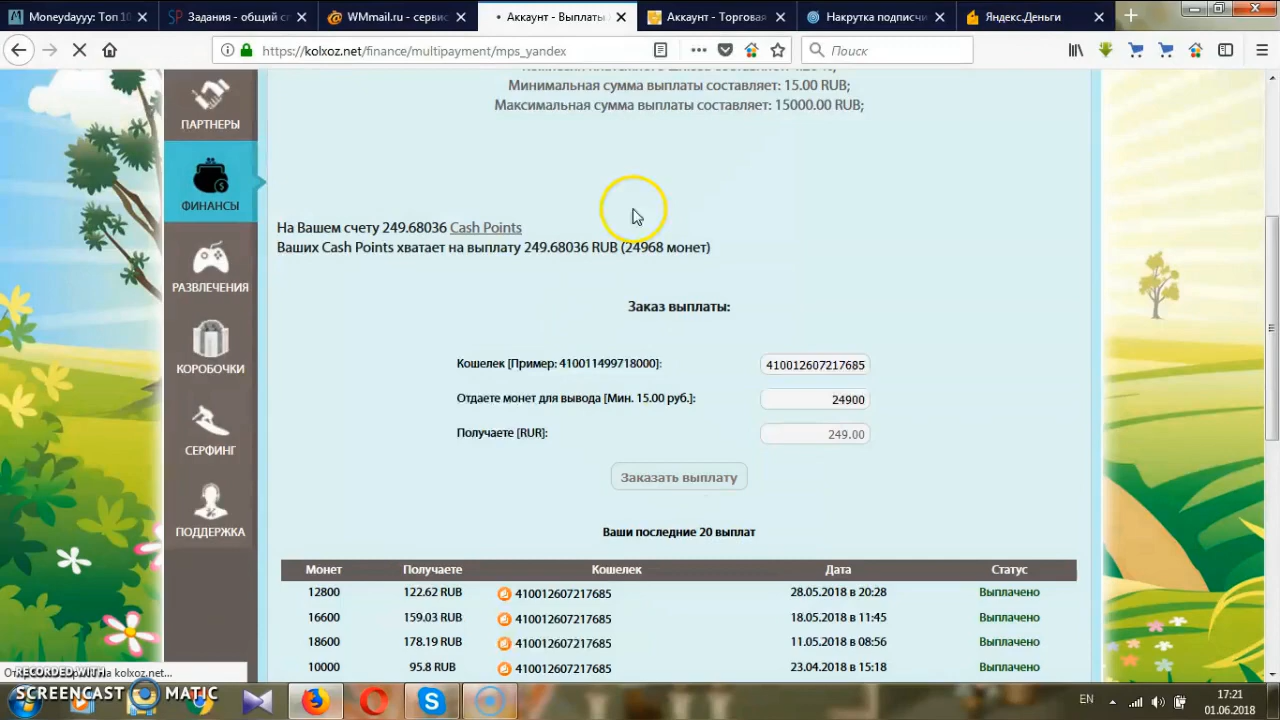 Moneydayyy: Топ 10
Задания - общий сп
WMmail.ru - сервис
Аккаунт - Выплаты
Аккаунт - Торговая
Накрутка подписчи
Яндекс.Деньги
https://kolxoz.net/finance/multipayment/mps_yandex
Поиск
Минимальная сумма выплаты составляет: 15.00 RUB;
Максимальная сумма выплаты составляет: 15000.00 RUB;
ПАРТНЕРЫ
ФИНАНСЫ
РАЗВЛЕЧЕНИЯ
КОРОБОЧКИ
СЕРФИНГ
ПОДДЕРЖКА
На Вашем счету 249.68036 Cash Points
Ваших Cash Points хватает на выплату 249.68036 RUB (24968 монет)
Заказ выплаты:
Кошелек [Пример: 410011499718000]: 410012607217685
Отдаете монет для вывода [Мин. 15.00 руб.]: 24900
Получаете [RUR]: 249.00
Заказать выплату
Ваши последние 20 выплат
Монет Получаете Кошелек Дата Статус
12800 122.62 RUB 410012607217685 28.05.2018 в 20:28 Выплачено
16600 159.03 RUB 410012607217685 18.05.2018 в 11:45 Выплачено
18600 178.19 RUB 410012607217685 11.05.2018 в 08:56 Выплачено
10000 95.8 RUB 410012607217685 23.04.2018 в 15:18 Выплачено
на kolxoz.net...
RECORDED WITH
SCREENCAST MATIC
EN
17:21
01.06.2018